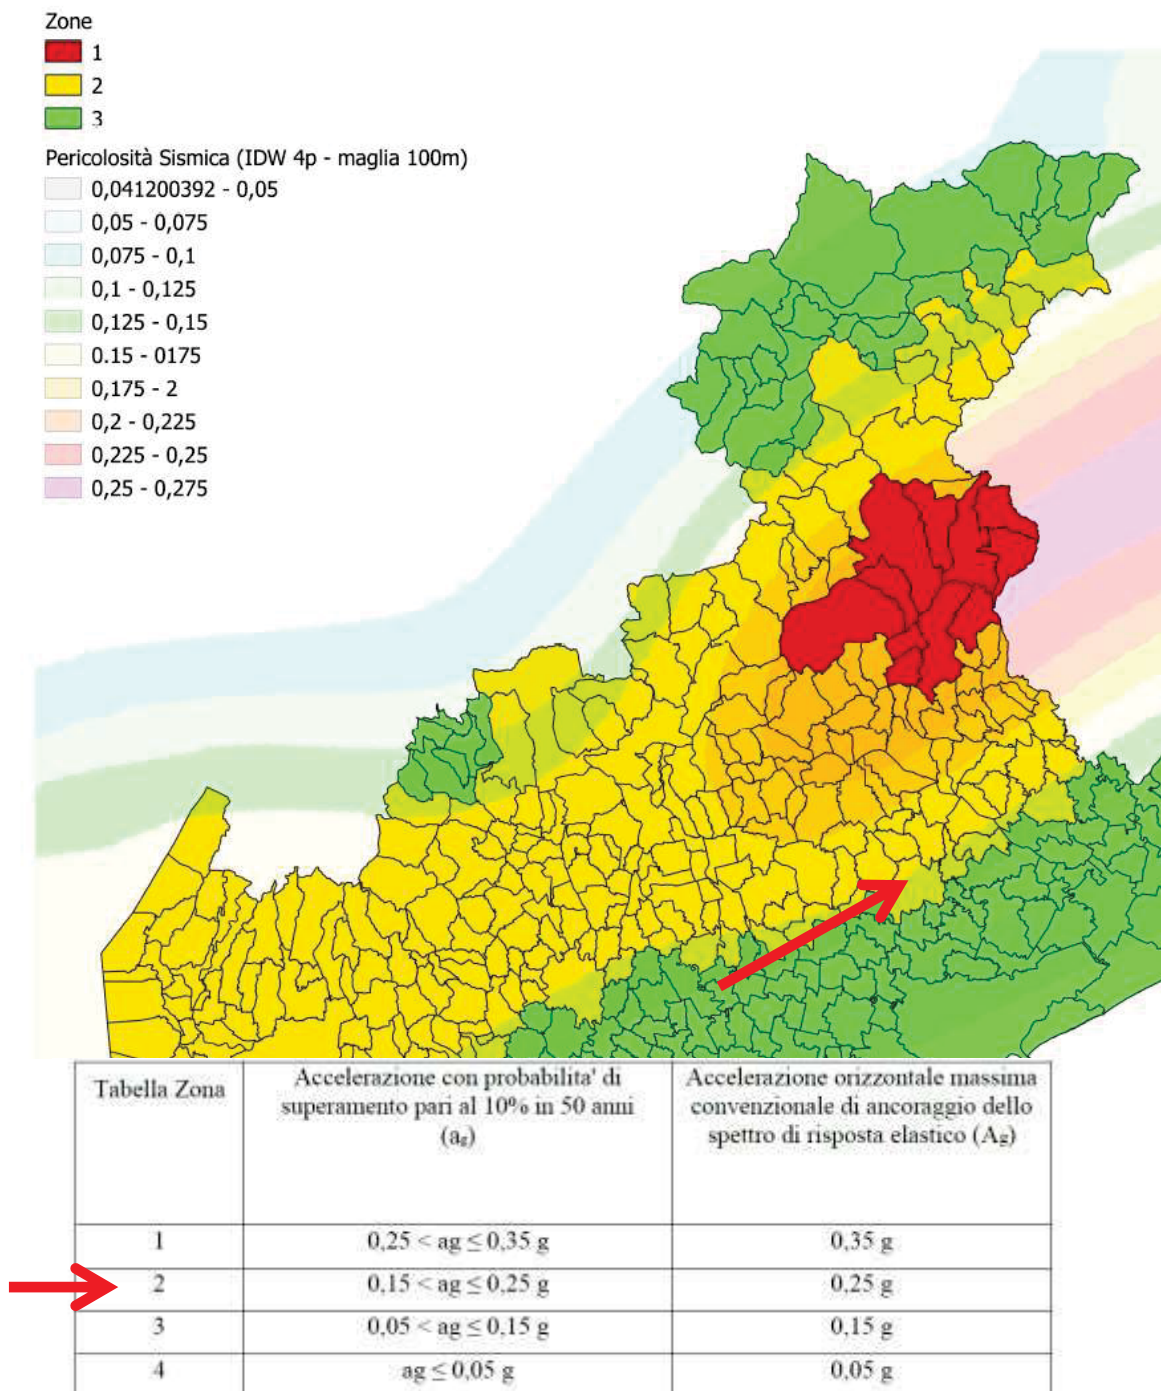 Zone
1
2
3
Pericolosità Sismica (IDW 4p - maglia 100m)
0,041200392 - 0,05
0,05 - 0,075
0,075 - 0,1
0,1 - 0,125
0,125 - 0,15
0.15 - 0175
0,175 - 2
0,2 - 0,225
0,225 - 0,25
0,25 - 0,275
Tabella Zona
Accelerazione con probabilita' di
superamento pari al 10% in 50 anni
(ag)
Accelerazione orizzontale massima
convenzionale di ancoraggio dello
spettro di risposta elastico (Ag)
1 0,25 < ag ≤ 0,35 g 0,35 g
2 0,15 < ag ≤ 0,25 g 0,25 g
3 0,05 < ag ≤ 0,15 g 0,15 g
4 ag ≤ 0,05 g 0,05 g